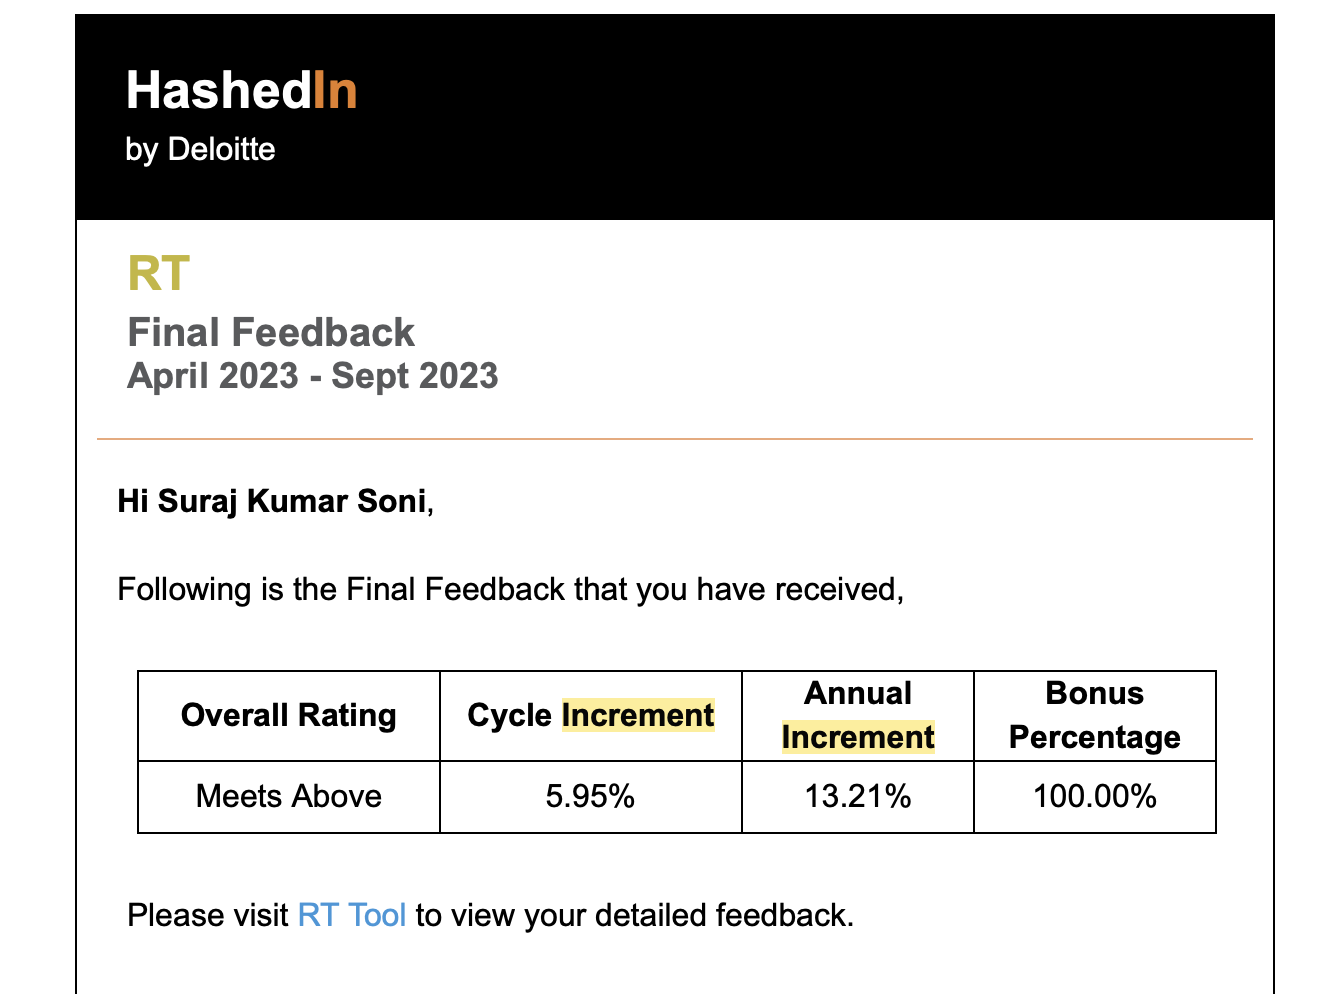 HashedIn
by Deloitte
RT
Final Feedback
April 2023 - Sept 2023
Hi Suraj Kumar Soni,
Following is the Final Feedback that you have received,
Overall Rating
Cycle Increment
Annual
Increment
Bonus
Percentage
Meets Above
5.95%
13.21%
100.00%
Please visit RT Tool to view your detailed feedback.